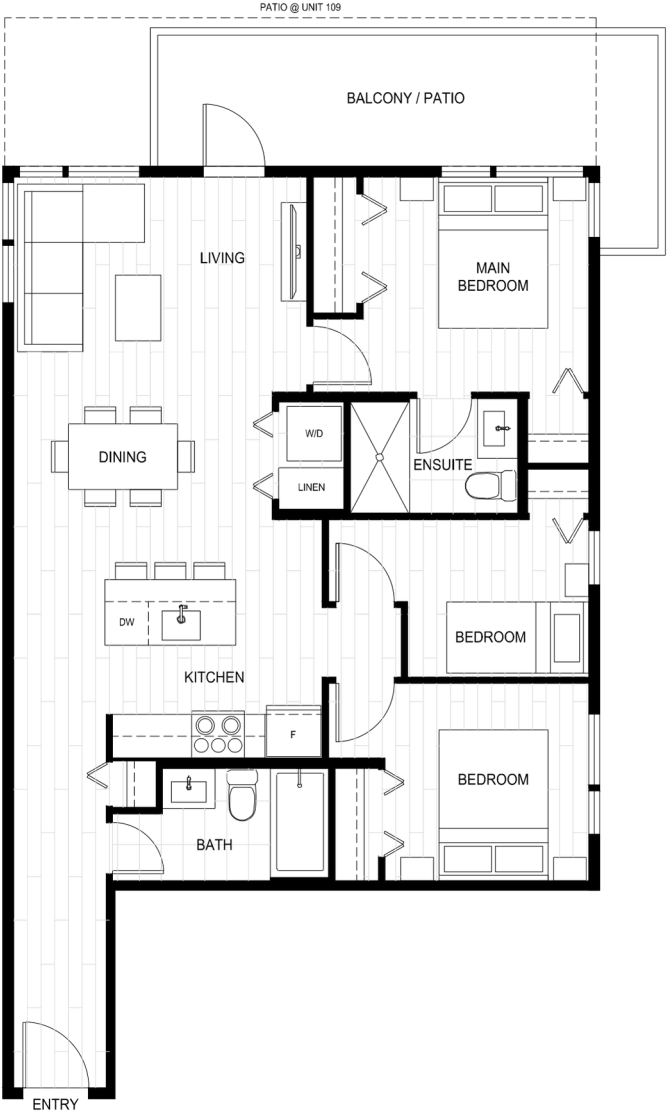 PATIO @ UNIT 109
BALCONY / PATIO
LIVING
MAIN
BEDROOM
W/D
DINING
ENSUITE
LINEN
DW
BEDROOM
KITCHEN
F
BEDROOM
BATH
ENTRY